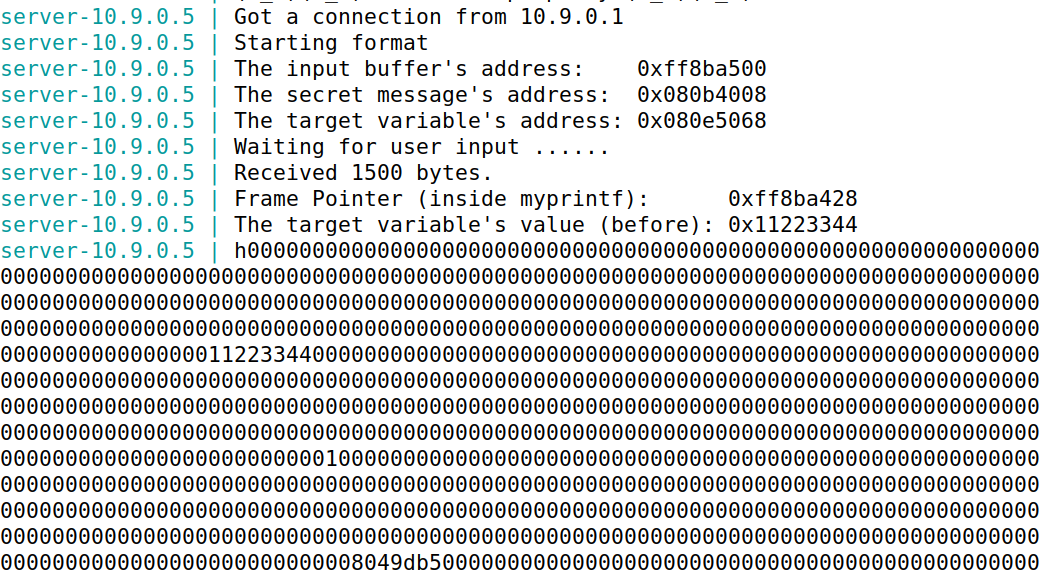 server-10.9.0.5 | Got a connection from 10.9.0.1
server-10.9.0.5 | Starting format
server-10.9.0.5 | The input buffer's address:    0xff8ba500
server-10.9.0.5 | The secret message's address:  0x080b4008
server-10.9.0.5 | The target variable's address: 0x080e5068
server-10.9.0.5 | Waiting for user input ......
server-10.9.0.5 | Received 1500 bytes.
server-10.9.0.5 | Frame Pointer (inside myprintf):      0xff8ba428
server-10.9.0.5 | The target variable's value (before): 0x11223344
server-10.9.0.5 | h0000000000000000000000000000000000000000000000000000000000000
00000000000000000000000000000000000000000000000000000000000000000000000000000000
00000000000000000000000000000000000000000000000000000000000000000000000000000000
00000000000000000000000000000000000000000000000000000000000000000000000000000000
00000000000000001122334400000000000000000000000000000000000000000000000000000000
00000000000000000000000000000000000000000000000000000000000000000000000000000000
00000000000000000000000000000000000000000000000000000000000000000000000000000000
00000000000000000000000000000000000000000000000000000000000000000000000000000000
00000000000000000000000001000000000000000000000000000000000000000000000000000000
00000000000000000000000000000000000000000000000000000000000000000000000000000000
00000000000000000000000000000000000000000000000000000000000000000000000000000000
00000000000000000000000000000000000000000000000000000000000000000000000000000000
0000000000000000000000000008049db50000000000000000000000000000000000000000000000